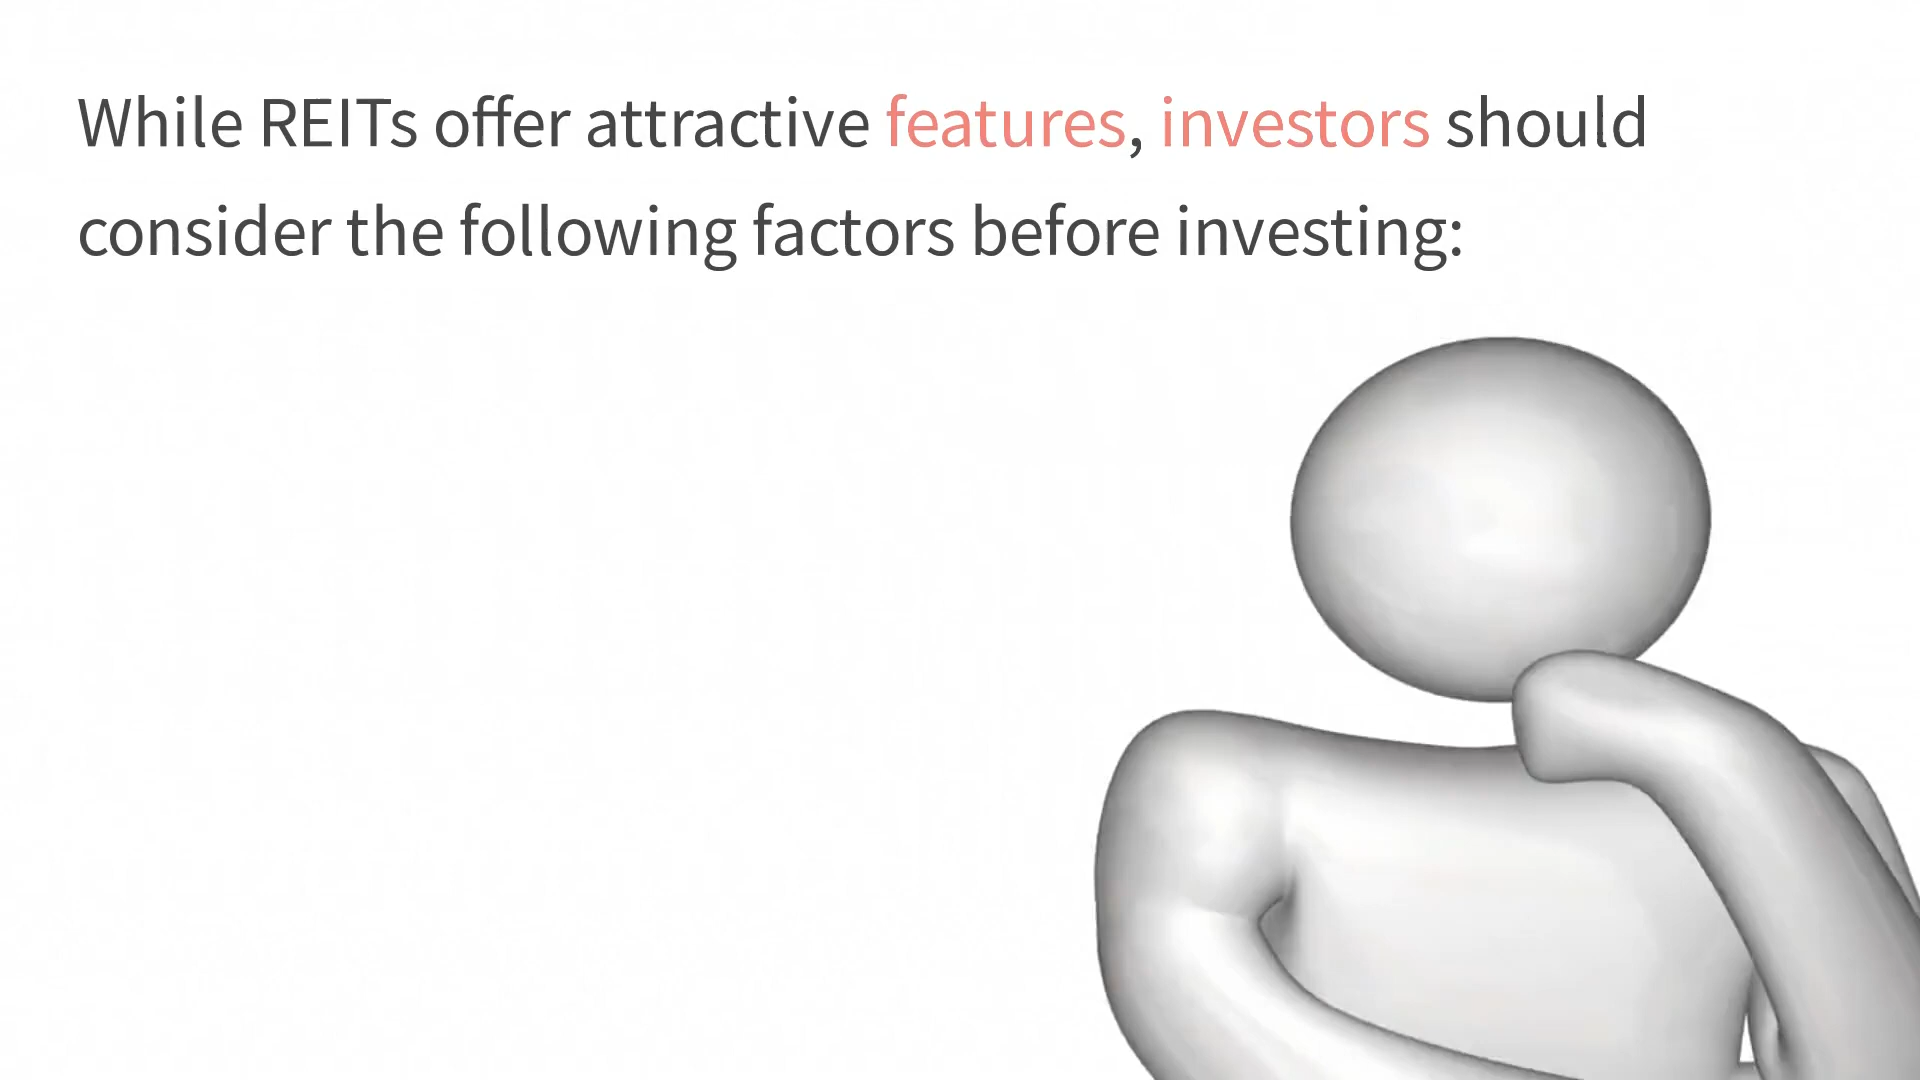 While REITs offer attractive features, investors should
consider the following factors before investing: